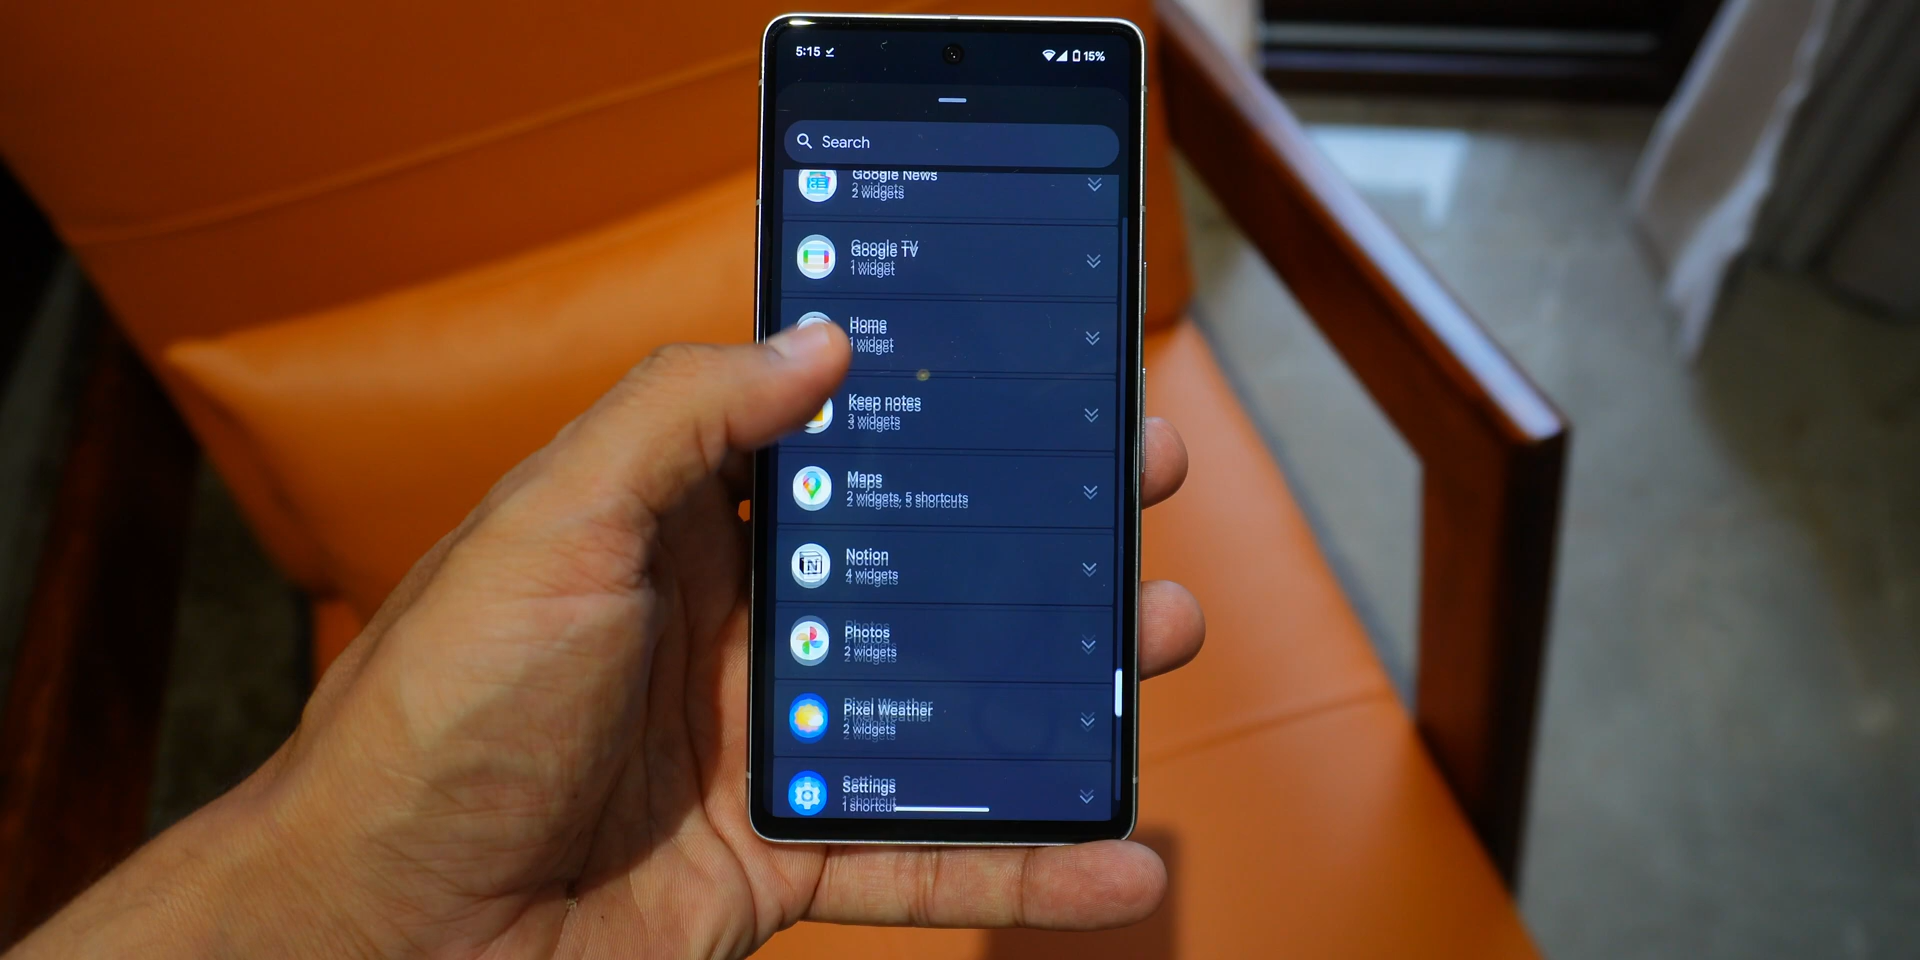 5:15
15%
Search
Google News
2 widgets
Google TV
1 widget
Home
1 widget
Keep notes
3 widgets
Maps
2 widgets, 5 shortcuts
Notion
4 widgets
Photos
2 widgets
Pixel Weather
2 widgets
Settings
1 shortcut